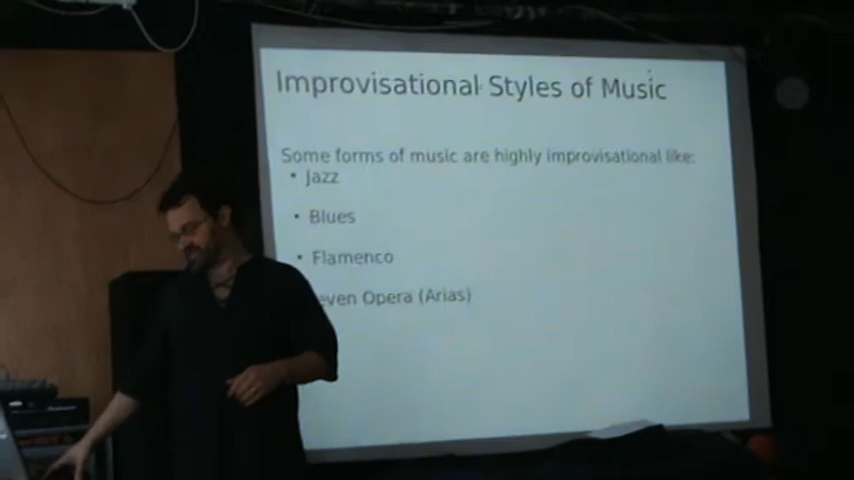 Improvisational Styles of Music
Some forms of music are highly improvisational like:
• Jazz
• Blues
• Flamenco
even Opera (Arias)